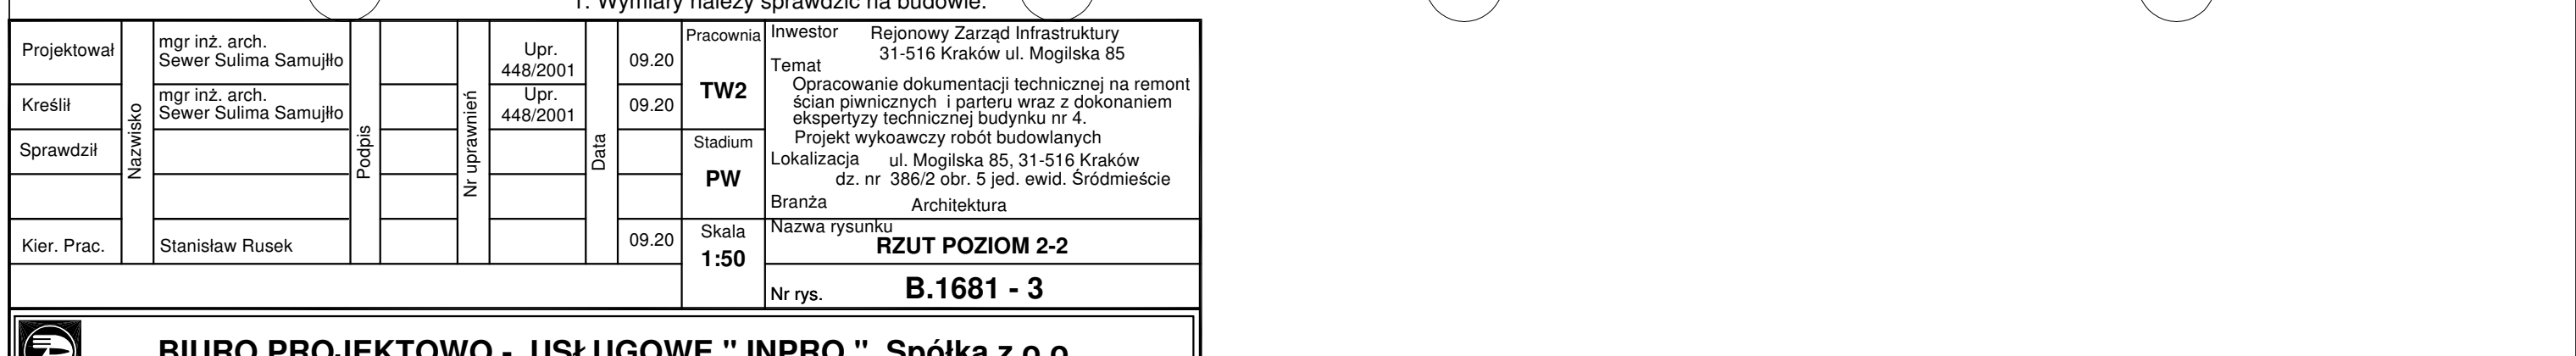 1. Wymiary należy sprawdzić na budowie.
Projektował
Nazwisko
mgr inż. arch.
Sewer Sulima Samujłło
Podpis
Nr uprawnień
Upr.
448/2001
Data
09.20
Kreślił
mgr inż. arch.
Sewer Sulima Samujłło
Upr.
448/2001
09.20
Sprawdził
Kier. Prac.
Stanisław Rusek
09.20
Pracownia
TW2
Stadium
PW
Skala
1:50
Inwestor Rejonowy Zarząd Infrastruktury
31-516 Kraków ul. Mogilska 85
Temat
Opracowanie dokumentacji technicznej na remont
ścian piwnicznych i parteru wraz z dokonaniem
ekspertyzy technicznej budynku nr 4.
Projekt wykoawczy robót budowlanych
Lokalizacja ul. Mogilska 85, 31-516 Kraków
dz. nr 386/2 obr. 5 jed. ewid. Śródmieście
Branża Architektura
Nazwa rysunku
RZUT POZIOM 2-2
Nr rys. B.1681 - 3
BIURO PROJEKTOWO - USŁUGOWE " INPRO " Spółka z o.o.